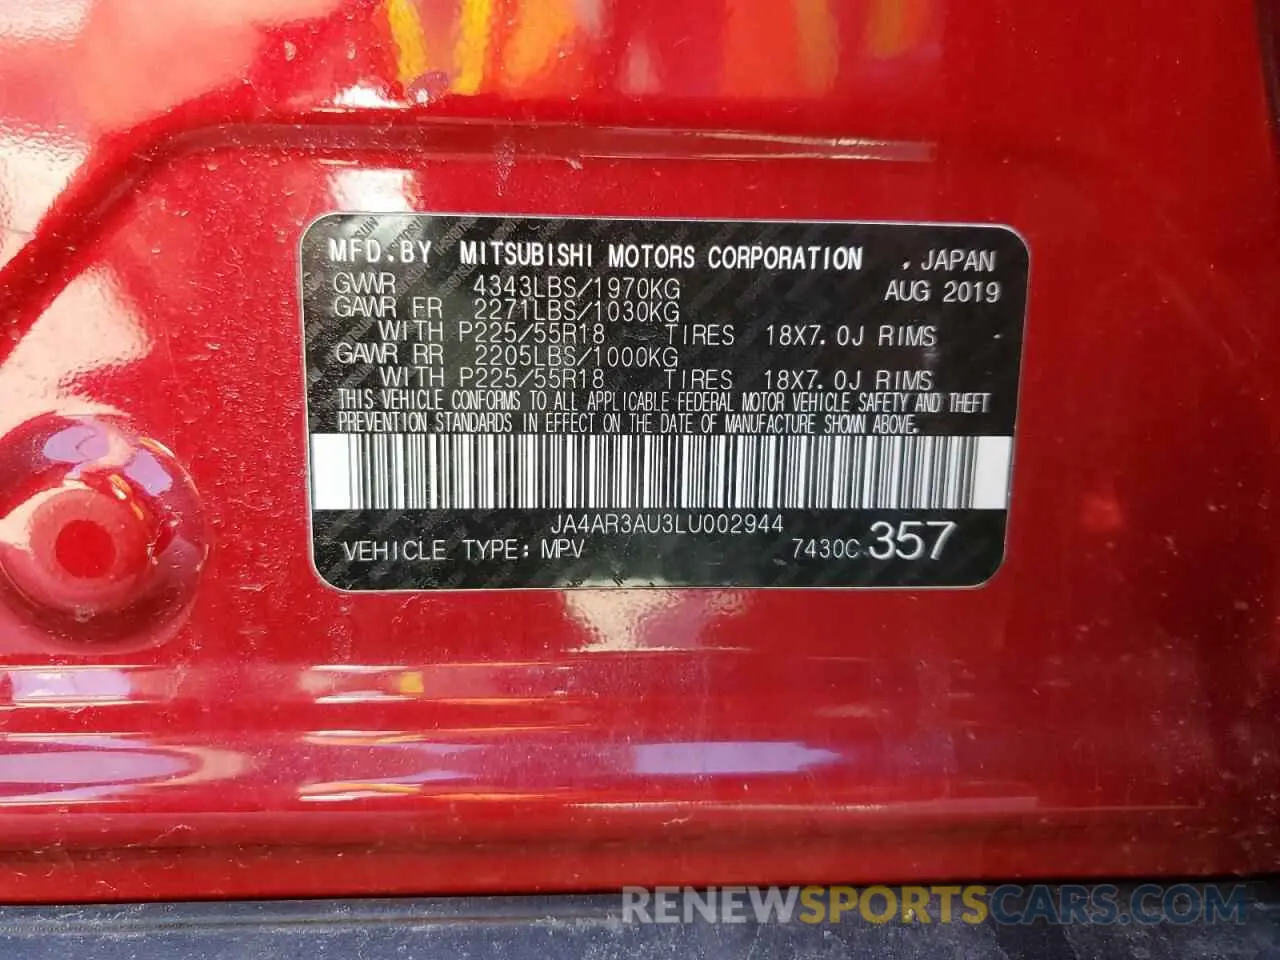 MFD.BY MITSUBISHI MOTORS CORPORATION , JAPAN
GVWR 4343LBS/1970KG AUG 2019
GAWR FR 2271LBS/1030KG
WITH P225/55R18 TIRES 18X7.0J RIMS
GAWR RR 2205LBS/1000KG
WITH P225/55R18 TIRES 18X7.0J RIMS
THIS VEHICLE CONFORMS TO ALL APPLICABLE FEDERAL MOTOR VEHICLE SAFETY AND THEFT
PREVENTION STANDARDS IN EFFECT ON THE DATE OF MANUFACTURE SHOWN ABOVE.
JA4AR3AU3LU002944
VEHICLE TYPE: MPV 7430C 357
RENEWSPORTSCARS.COM